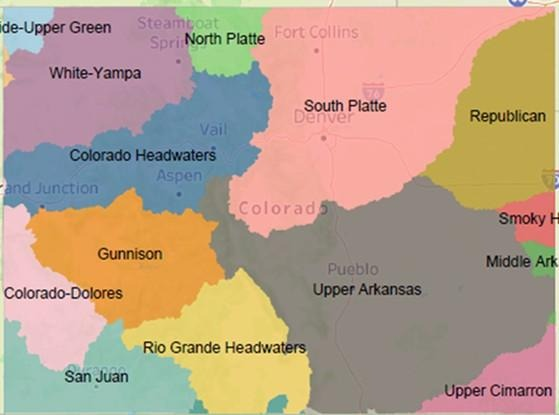 ide-Upper Green
Steamboat
Springs
North Platte
Fort Collins
White-Yampa
76
South Platte
Denver
Republican
Vail
Colorado Headwaters
Aspen
and Junction
Colorado
Smoky H
Gunnison
Middle Ark
Pueblo
Upper Arkansas
Colorado-Dolores
Rio Grande Headwaters
Durango
San Juan
Upper Cimarron